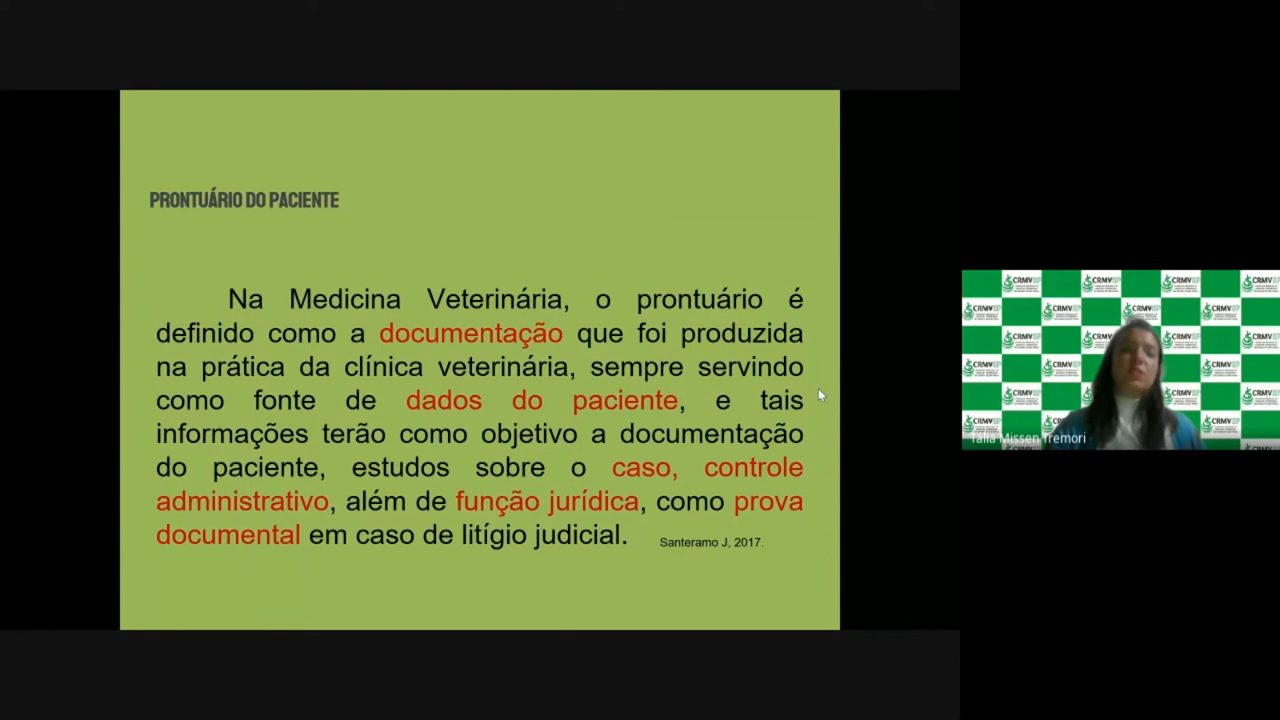 PRONTUÁRIO DO PACIENTE
Na Medicina Veterinária, o prontuário é
definido como a documentação que foi produzida
na prática da clínica veterinária, sempre servindo
como fonte de dados do paciente, e tais
informações terão como objetivo a documentação
do paciente, estudos sobre o caso, controle
administrativo, além de função jurídica, como prova
documental em caso de litígio judicial.
Santeramo J, 2017.
CRMVSP
Tália Missen Tremori